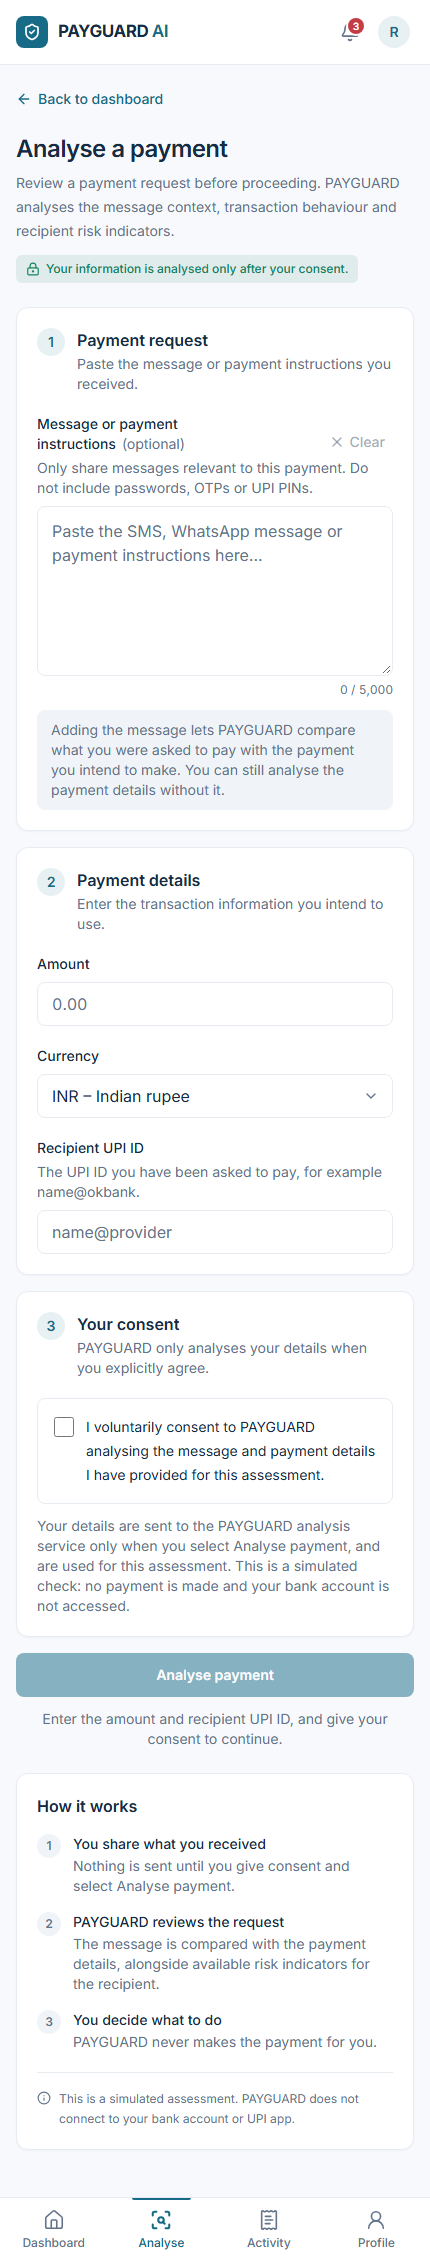 PAYGUARD AI
3
R
Back to dashboard
Analyse a payment
Review a payment request before proceeding. PAYGUARD
analyses the message context, transaction behaviour and
recipient risk indicators.
Your information is analysed only after your consent.
1
Payment request
Paste the message or payment instructions you
received.
Message or payment
instructions (optional)
Clear
Only share messages relevant to this payment. Do
not include passwords, OTPs or UPI PINs.
Paste the SMS, WhatsApp message or
payment instructions here...
0 / 5,000
Adding the message lets PAYGUARD compare
what you were asked to pay with the payment
you intend to make. You can still analyse the
payment details without it.
2
Payment details
Enter the transaction information you intend to
use.
Amount
0.00
Currency
INR – Indian rupee
Recipient UPI ID
The UPI ID you have been asked to pay, for example
name@okbank.
name@provider
3
Your consent
PAYGUARD only analyses your details when
you explicitly agree.
I voluntarily consent to PAYGUARD
analysing the message and payment details
I have provided for this assessment.
Your details are sent to the PAYGUARD analysis
service only when you select Analyse payment, and
are used for this assessment. This is a simulated
check: no payment is made and your bank account is
not accessed.
Analyse payment
Enter the amount and recipient UPI ID, and give your
consent to continue.
How it works
1
You share what you received
Nothing is sent until you give consent and
select Analyse payment.
2
PAYGUARD reviews the request
The message is compared with the payment
details, alongside available risk indicators for
the recipient.
3
You decide what to do
PAYGUARD never makes the payment for you.
This is a simulated assessment. PAYGUARD does not
connect to your bank account or UPI app.
Dashboard
Analyse
Activity
Profile